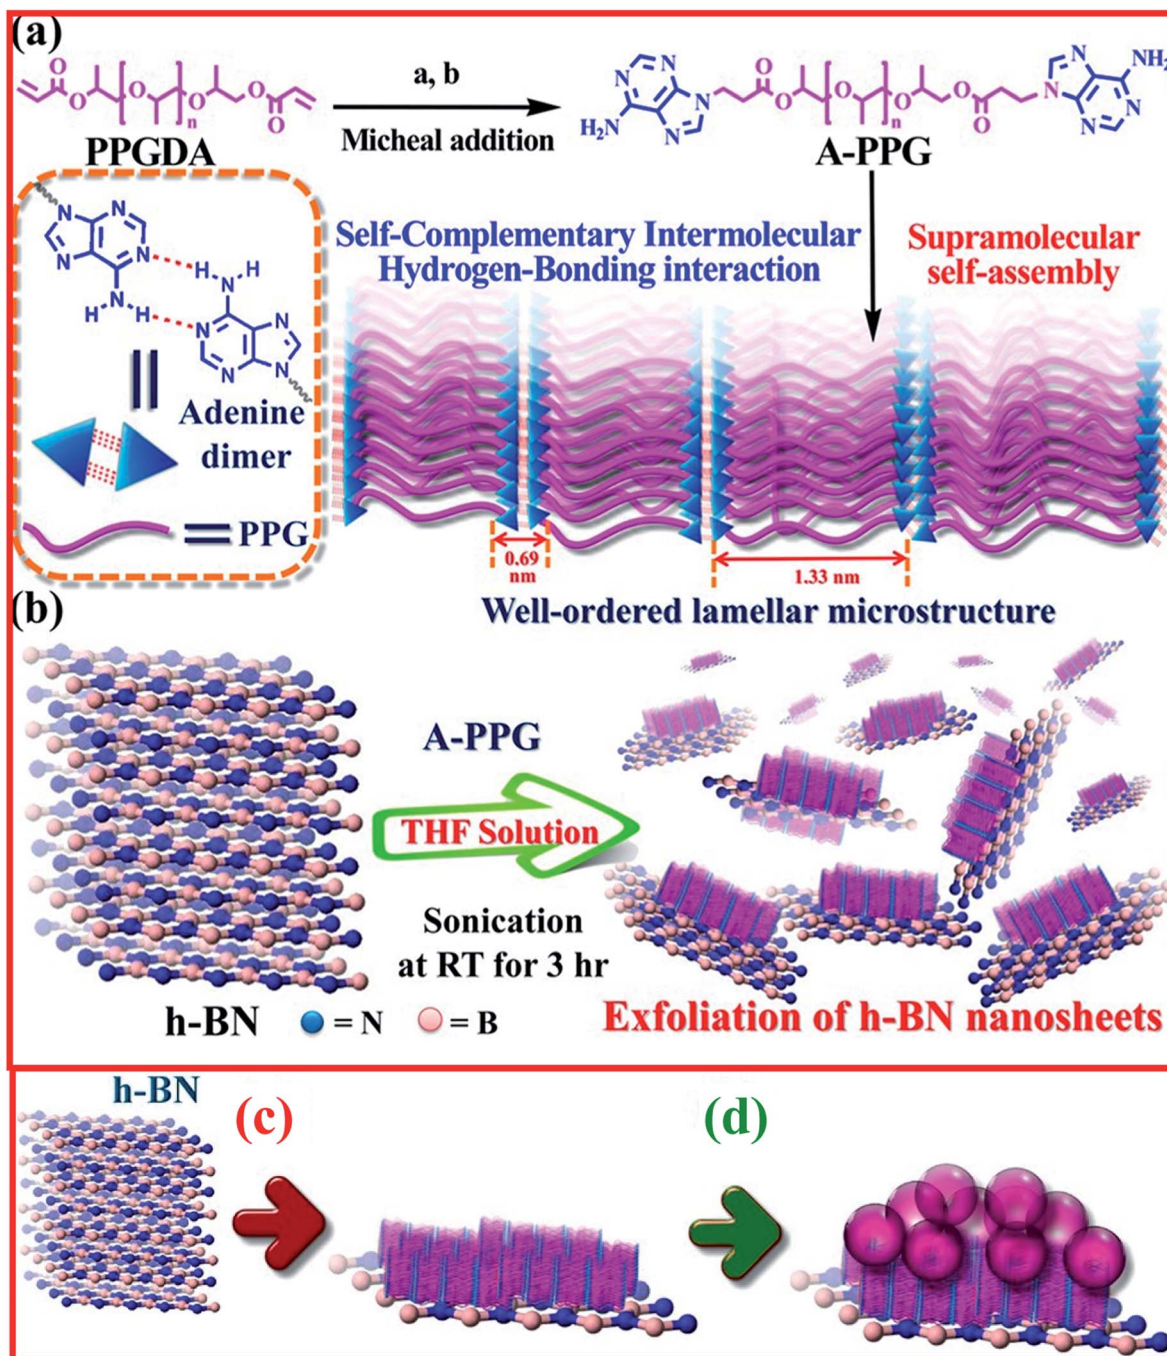 (a)
a, b
Micheal addition
PPGDA
A-PPG
O
O
O
n
O
O
O
N
N
N
N
H₂N
O
O
O
n
O
O
O
N
N
N
N
NH₂
Self-Complementary Intermolecular
Hydrogen-Bonding interaction
Supramolecular
self-assembly
N
N
N
N
N
H
H
H
H
N
N
N
N
N
Adenine
dimer
PPG
0.69
nm
1.33 nm
Well-ordered lamellar microstructure
(b)
A-PPG
THF Solution
Sonication
at RT for 3 hr
h-BN
= N
= B
Exfoliation of h-BN nanosheets
h-BN
(c)
(d)